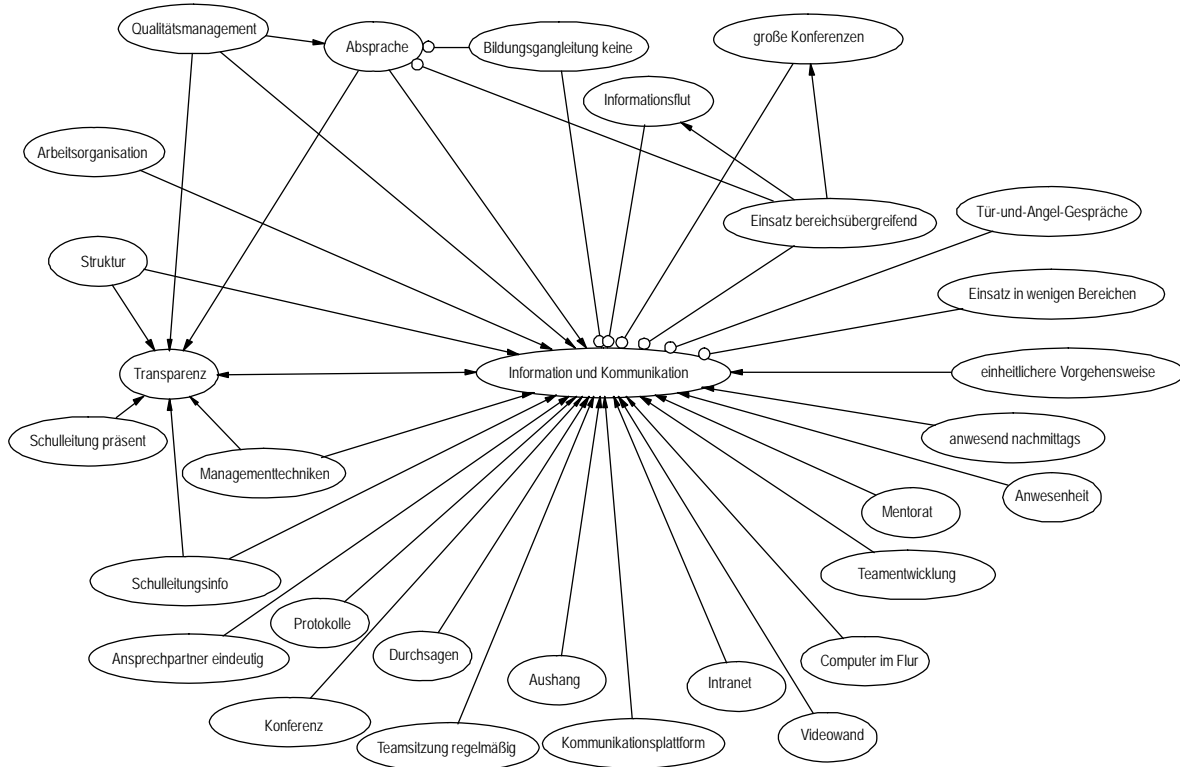 Qualitätsmanagement
Absprache
Bildungsgangleitung keine
große Konferenzen
Informationsflut
Arbeitsorganisation
Einsatz bereichsübergreifend
Tür-und-Angel-Gespräche
Struktur
Einsatz in wenigen Bereichen
Transparenz
Information und Kommunikation
einheitlichere Vorgehensweise
Schulleitung präsent
anwesend nachmittags
Managementtechniken
Anwesenheit
Mentorat
Schulleitungsinfo
Teamentwicklung
Protokolle
Ansprechpartner eindeutig
Durchsagen
Computer im Flur
Aushang
Intranet
Konferenz
Teamsitzung regelmäßig
Kommunikationsplattform
Videowand